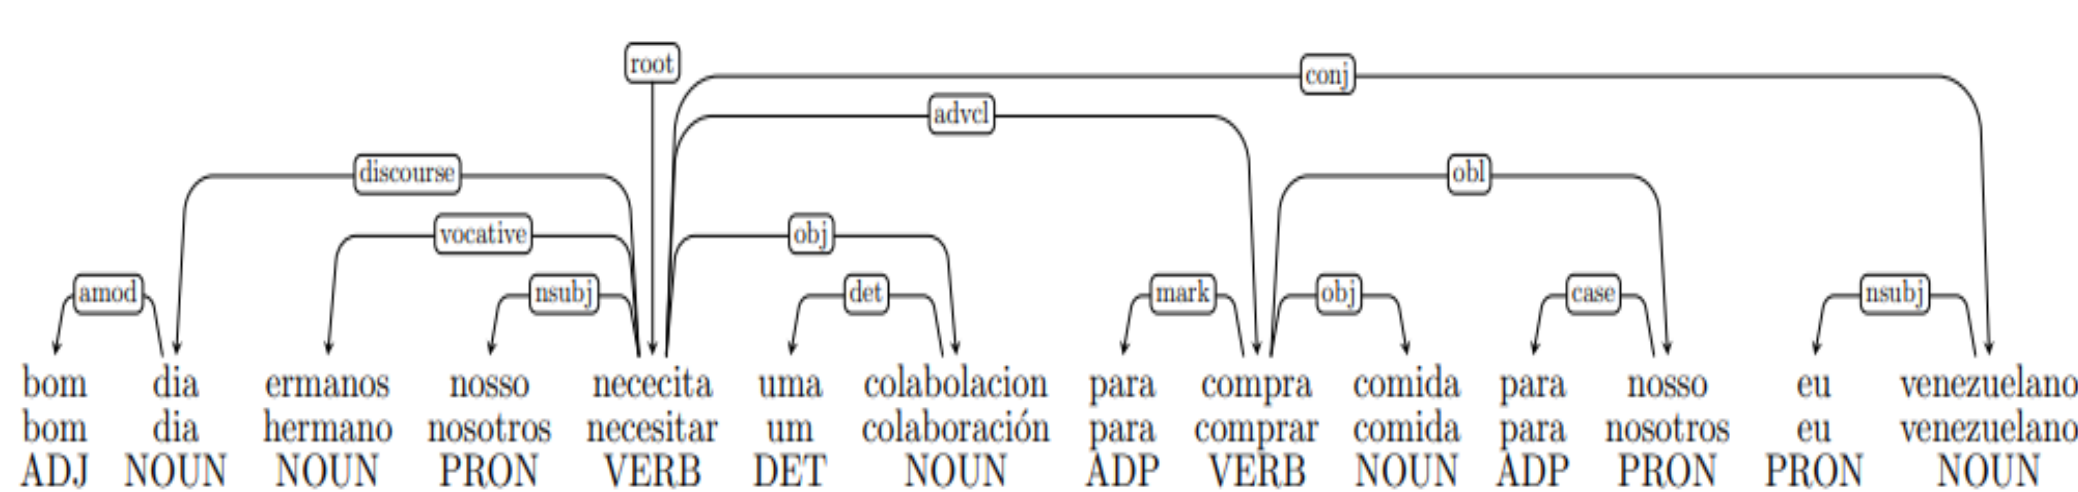 root
conj
advcl
discourse
obl
vocative
obj
amod
nsubj
det
mark
obj
case
nsubj
bom dia ermanos nosso nececita uma colabolacion para compra comida para nosso eu venezuelano
bom dia hermano nosotros necesitar um colaboración para comprar comida para nosotros eu venezuelano
ADJ NOUN NOUN PRON VERB DET NOUN ADP VERB NOUN ADP PRON PRON NOUN